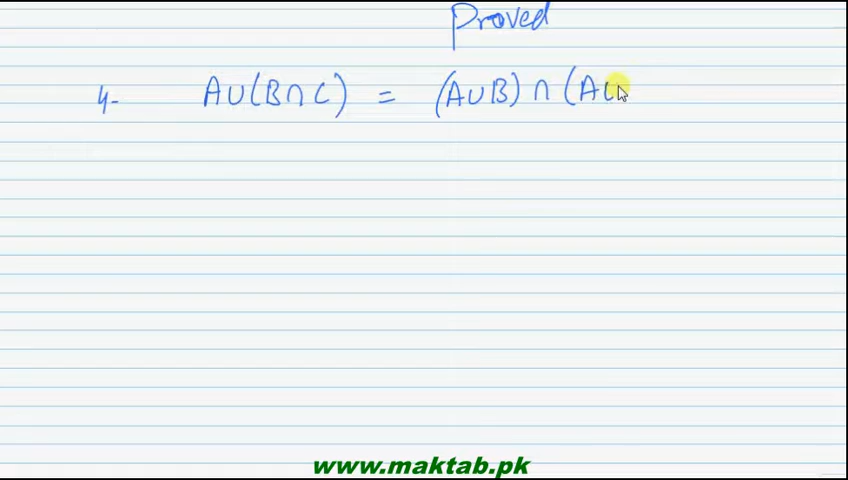 Proved
4- A∪(B∩C) = (A∪B)∩(A∪
www.maktab.pk